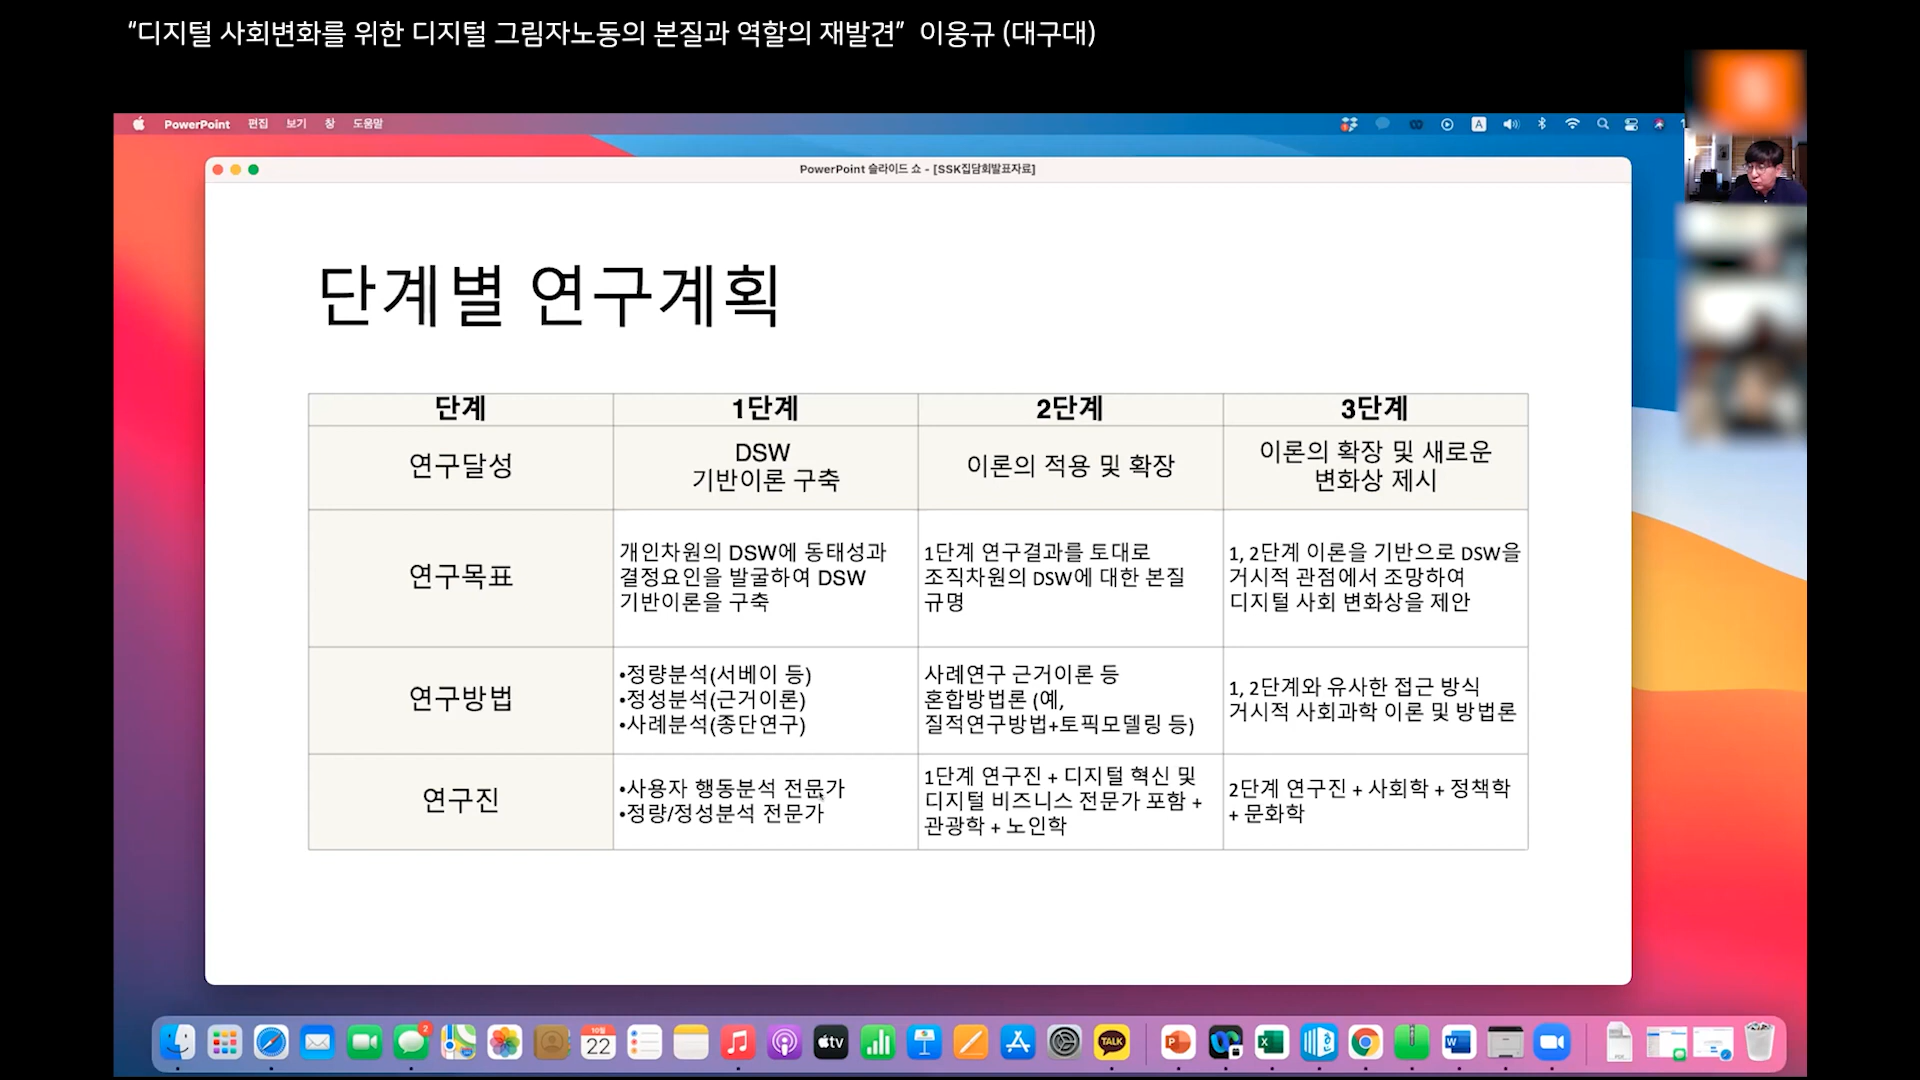 “디지털 사회변화를 위한 디지털 그림자노동의 본질과 역할의 재발견” 이웅규 (대구대)
PowerPoint 편집 보기 창 도움말
A
PowerPoint 슬라이드 쇼 - [SSK집담회발표자료]
단계별 연구계획
단계 1단계 2단계 3단계
연구달성
DSW
기반이론 구축
이론의 적용 및 확장
이론의 확장 및 새로운
변화상 제시
연구목표
개인차원의 DSW에 동태성과
결정요인을 발굴하여 DSW
기반이론을 구축
1단계 연구결과를 토대로
조직차원의 DSW에 대한 본질
규명
1, 2단계 이론을 기반으로 DSW을
거시적 관점에서 조망하여
디지털 사회 변화상을 제안
연구방법
•정량분석(서베이 등)
•정성분석(근거이론)
•사례분석(종단연구)
사례연구 근거이론 등
혼합방법론 (예,
질적연구방법+토픽모델링 등)
1, 2단계와 유사한 접근 방식
거시적 사회과학 이론 및 방법론
연구진
•사용자 행동분석 전문가
•정량/정성분석 전문가
1단계 연구진 + 디지털 혁신 및
디지털 비즈니스 전문가 포함 +
관광학 + 노인학
2단계 연구진 + 사회학 + 정책학
+ 문화학
2
10월
22
tv
TALK
P
X
W
PDF